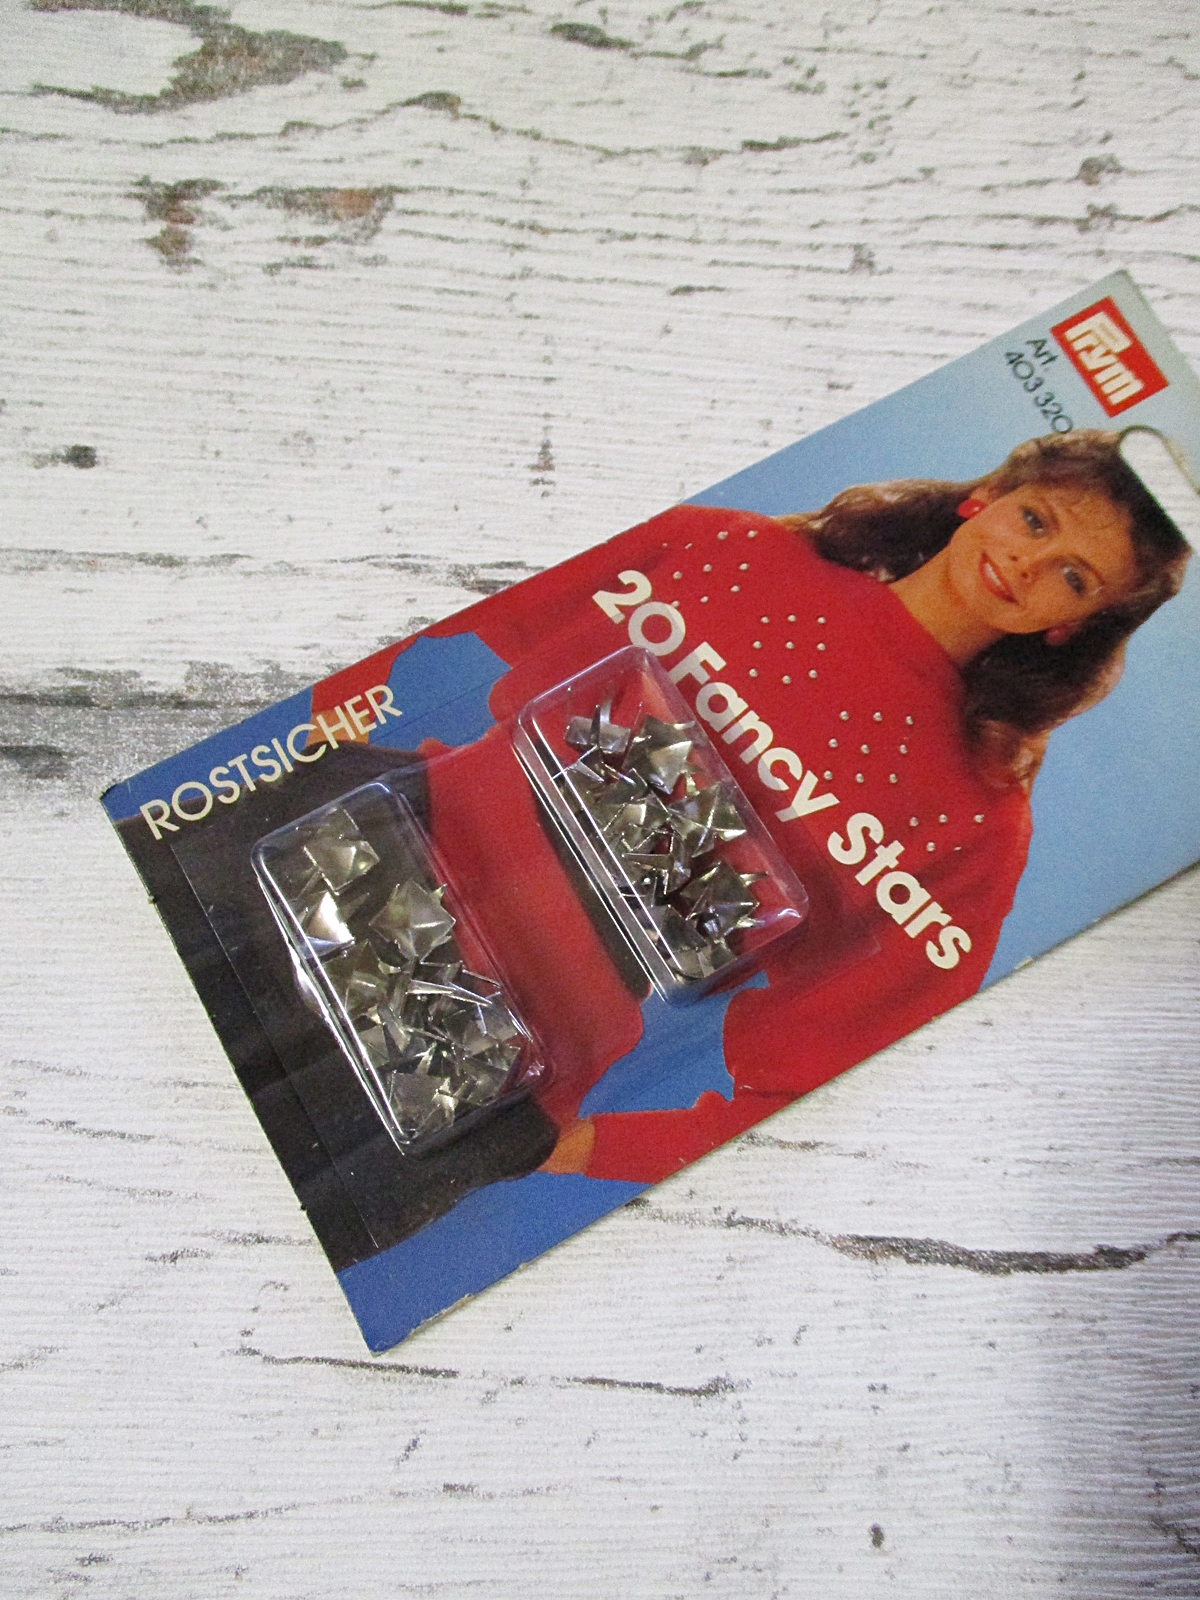 Prym
Art.
403 320
20 Fancy Stars
ROSTSICHER